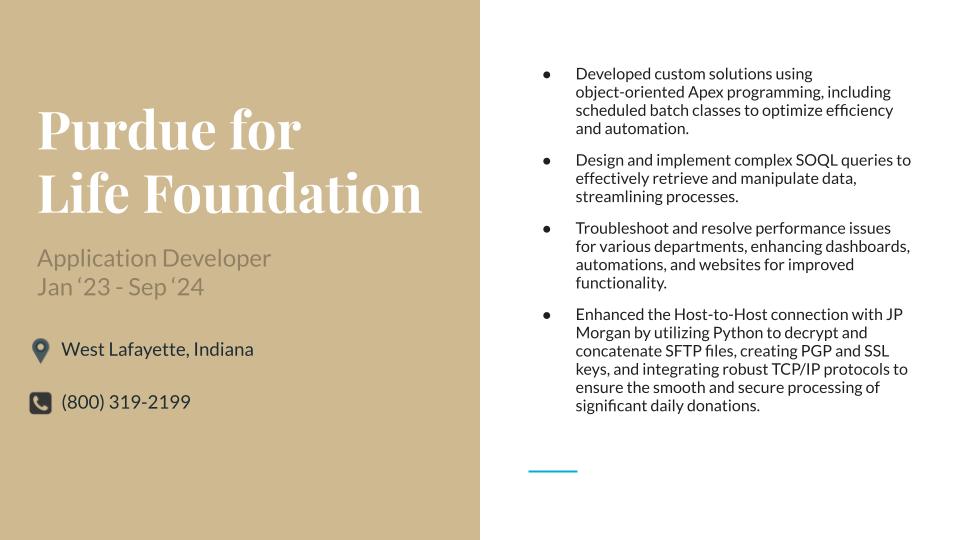 Purdue for
Life Foundation
Application Developer
Jan ‘23 - Sep ‘24
West Lafayette, Indiana
(800) 319-2199
● Developed custom solutions using
object-oriented Apex programming, including
scheduled batch classes to optimize efficiency
and automation.
● Design and implement complex SOQL queries to
effectively retrieve and manipulate data,
streamlining processes.
● Troubleshoot and resolve performance issues
for various departments, enhancing dashboards,
automations, and websites for improved
functionality.
● Enhanced the Host-to-Host connection with JP
Morgan by utilizing Python to decrypt and
concatenate SFTP files, creating PGP and SSL
keys, and integrating robust TCP/IP protocols to
ensure the smooth and secure processing of
significant daily donations.